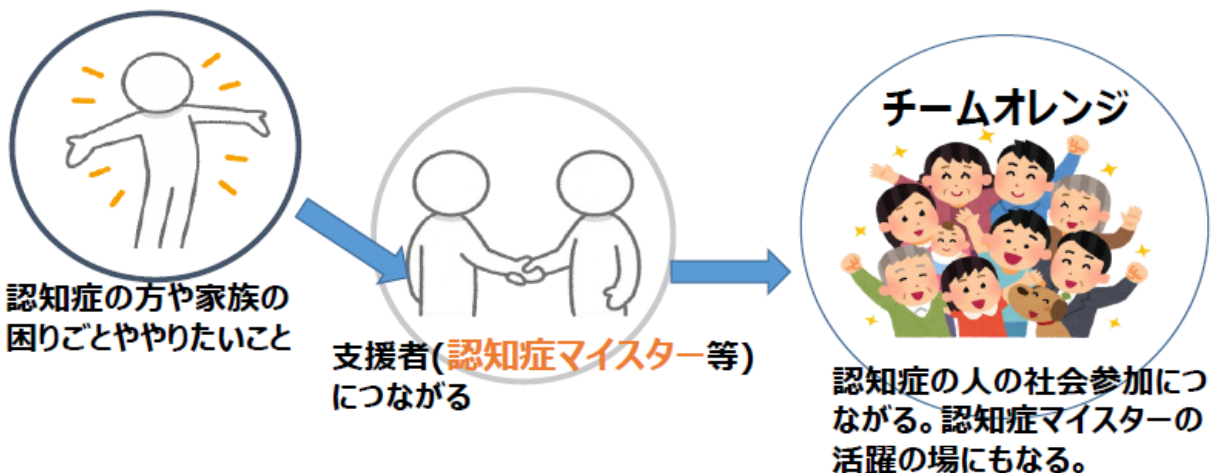 認知症の方や家族の
困りごとややりたいこと
支援者(認知症マイスター等)
につながる
チームオレンジ
認知症の人の社会参加につ
ながる。認知症マイスターの
活躍の場にもなる。